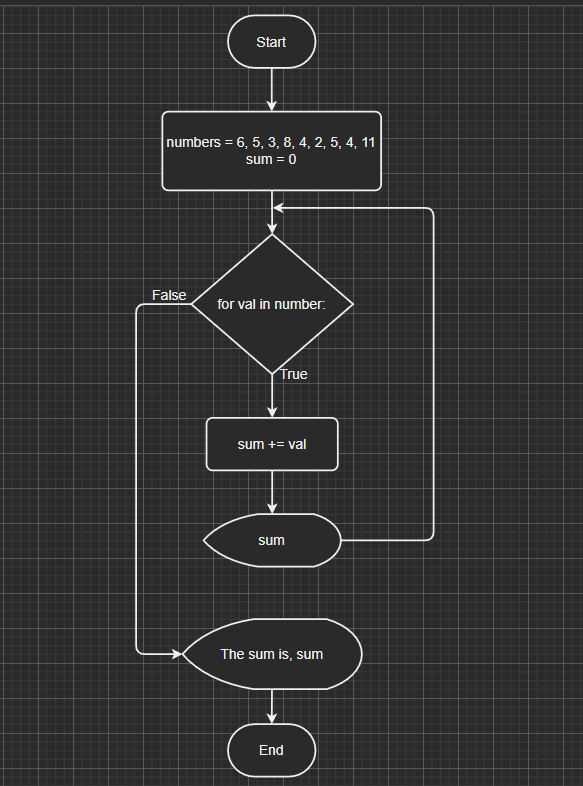 Start
numbers = 6, 5, 3, 8, 4, 2, 5, 4, 11
sum = 0
False
for val in number:
True
sum += val
sum
The sum is, sum
End